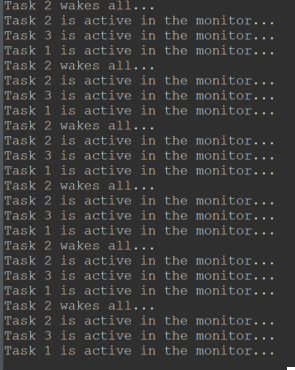 Task 2 wakes all...
Task 2 is active in the monitor...
Task 3 is active in the monitor...
Task 1 is active in the monitor...
Task 2 wakes all...
Task 2 is active in the monitor...
Task 3 is active in the monitor...
Task 1 is active in the monitor...
Task 2 wakes all...
Task 2 is active in the monitor...
Task 3 is active in the monitor...
Task 1 is active in the monitor...
Task 2 wakes all...
Task 2 is active in the monitor...
Task 3 is active in the monitor...
Task 1 is active in the monitor...
Task 2 wakes all...
Task 2 is active in the monitor...
Task 3 is active in the monitor...
Task 1 is active in the monitor...
Task 2 wakes all...
Task 2 is active in the monitor...
Task 3 is active in the monitor...
Task 1 is active in the monitor...